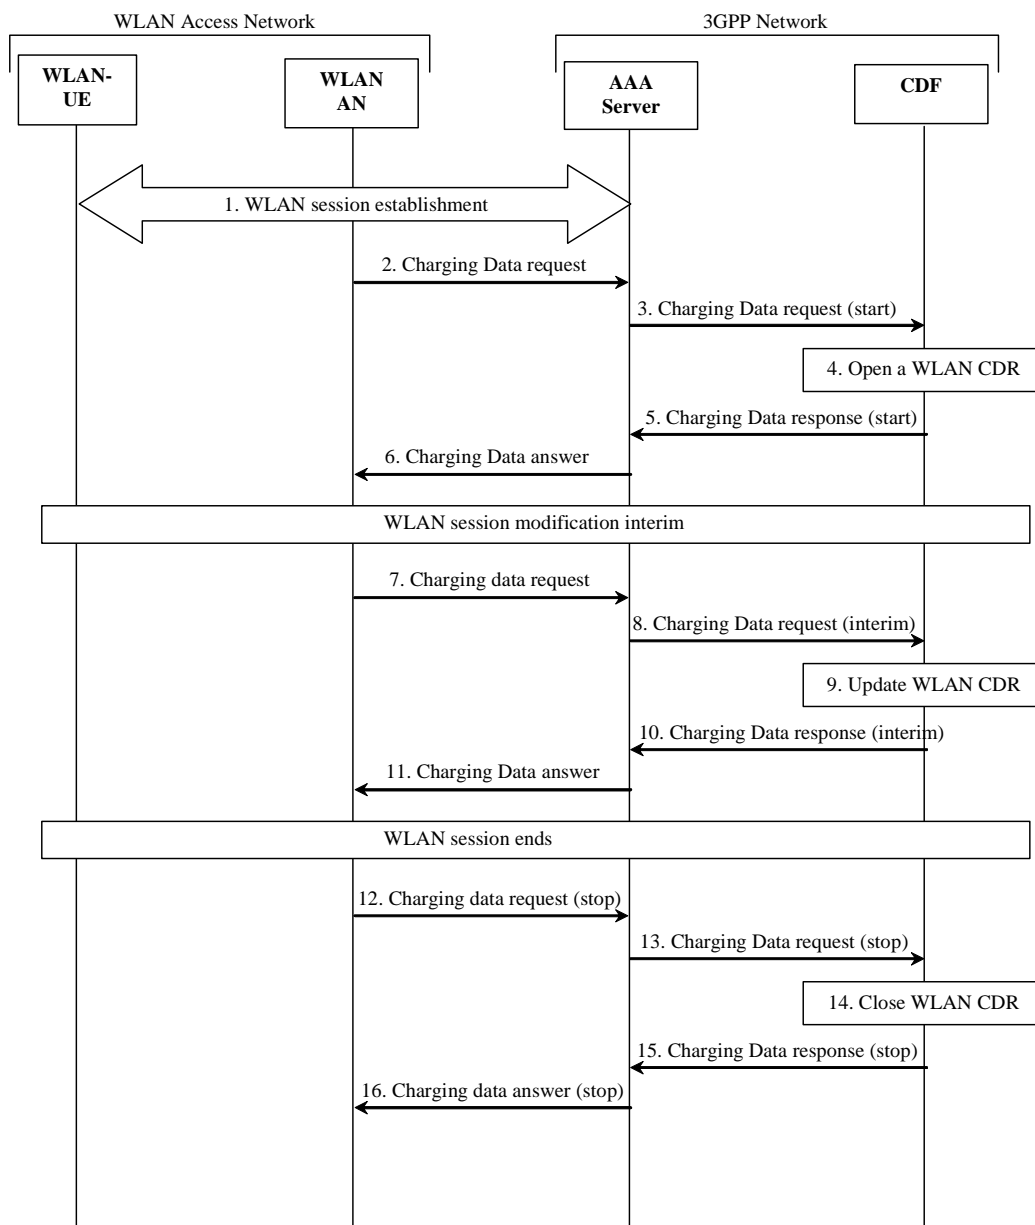 WLAN Access Network
3GPP Network
WLAN-
UE
WLAN
AN
AAA
Server
CDF
1. WLAN session establishment
2. Charging Data request
3. Charging Data request (start)
4. Open a WLAN CDR
5. Charging Data response (start)
6. Charging Data answer
WLAN session modification interim
7. Charging data request
8. Charging Data request (interim)
9. Update WLAN CDR
10. Charging Data response (interim)
11. Charging Data answer
WLAN session ends
12. Charging data request (stop)
13. Charging Data request (stop)
14. Close WLAN CDR
15. Charging Data response (stop)
16. Charging data answer (stop)